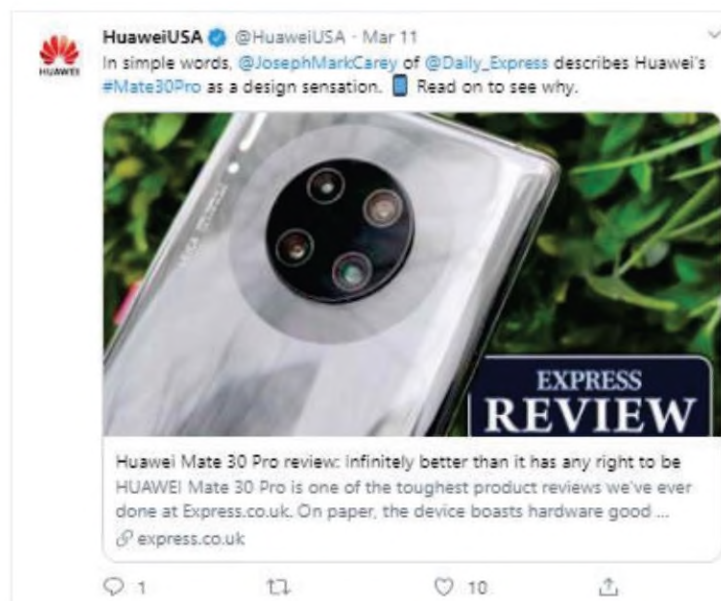 HuaweiUSA @HuaweiUSA · Mar 11
HUAWEI
In simple words, @JosephMarkCarey of @Daily_Express describes Huawei's
#Mate30Pro as a design sensation. Read on to see why.
EXPRESS
REVIEW
Huawei Mate 30 Pro review: Infinitely better than it has any right to be
HUAWEI Mate 30 Pro is one of the toughest product reviews we've ever
done at Express.co.uk. On paper, the device boasts hardware good ...
express.co.uk
1
10